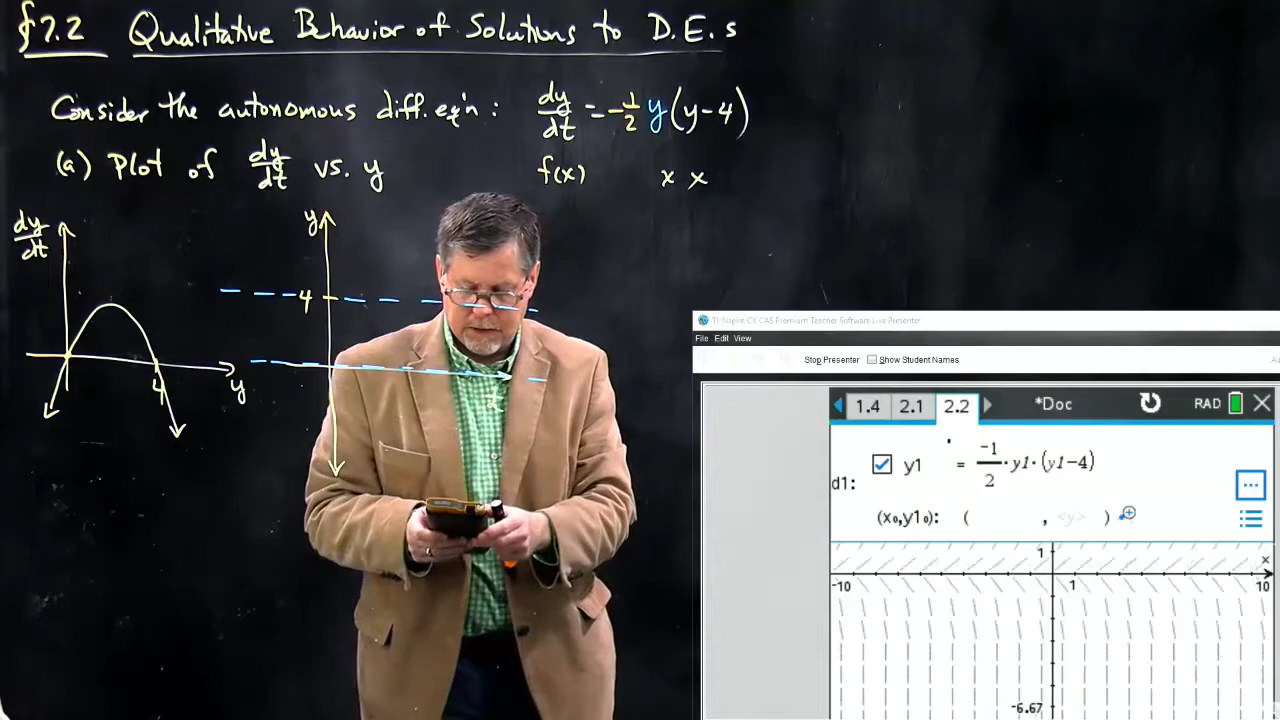 §7.2 Qualitative Behavior of Solutions to D.E.s
Consider the autonomous diff. eq'n: dy/dt = -1/2 y(y-4)
(a) Plot of dy/dt vs. y
f(x) x x
dy/dt
y
4
4
y
t
TI-Nspire CX CAS Premium Teacher Software Live Presenter
File Edit View
Stop Presenter Show Student Names
1.4 2.1 2.2 *Doc RAD
y1' = -1/2·y1·(y1-4)
d1:
(x0,y10): ( , <y> )
1
x
-10 1 10
-6.67